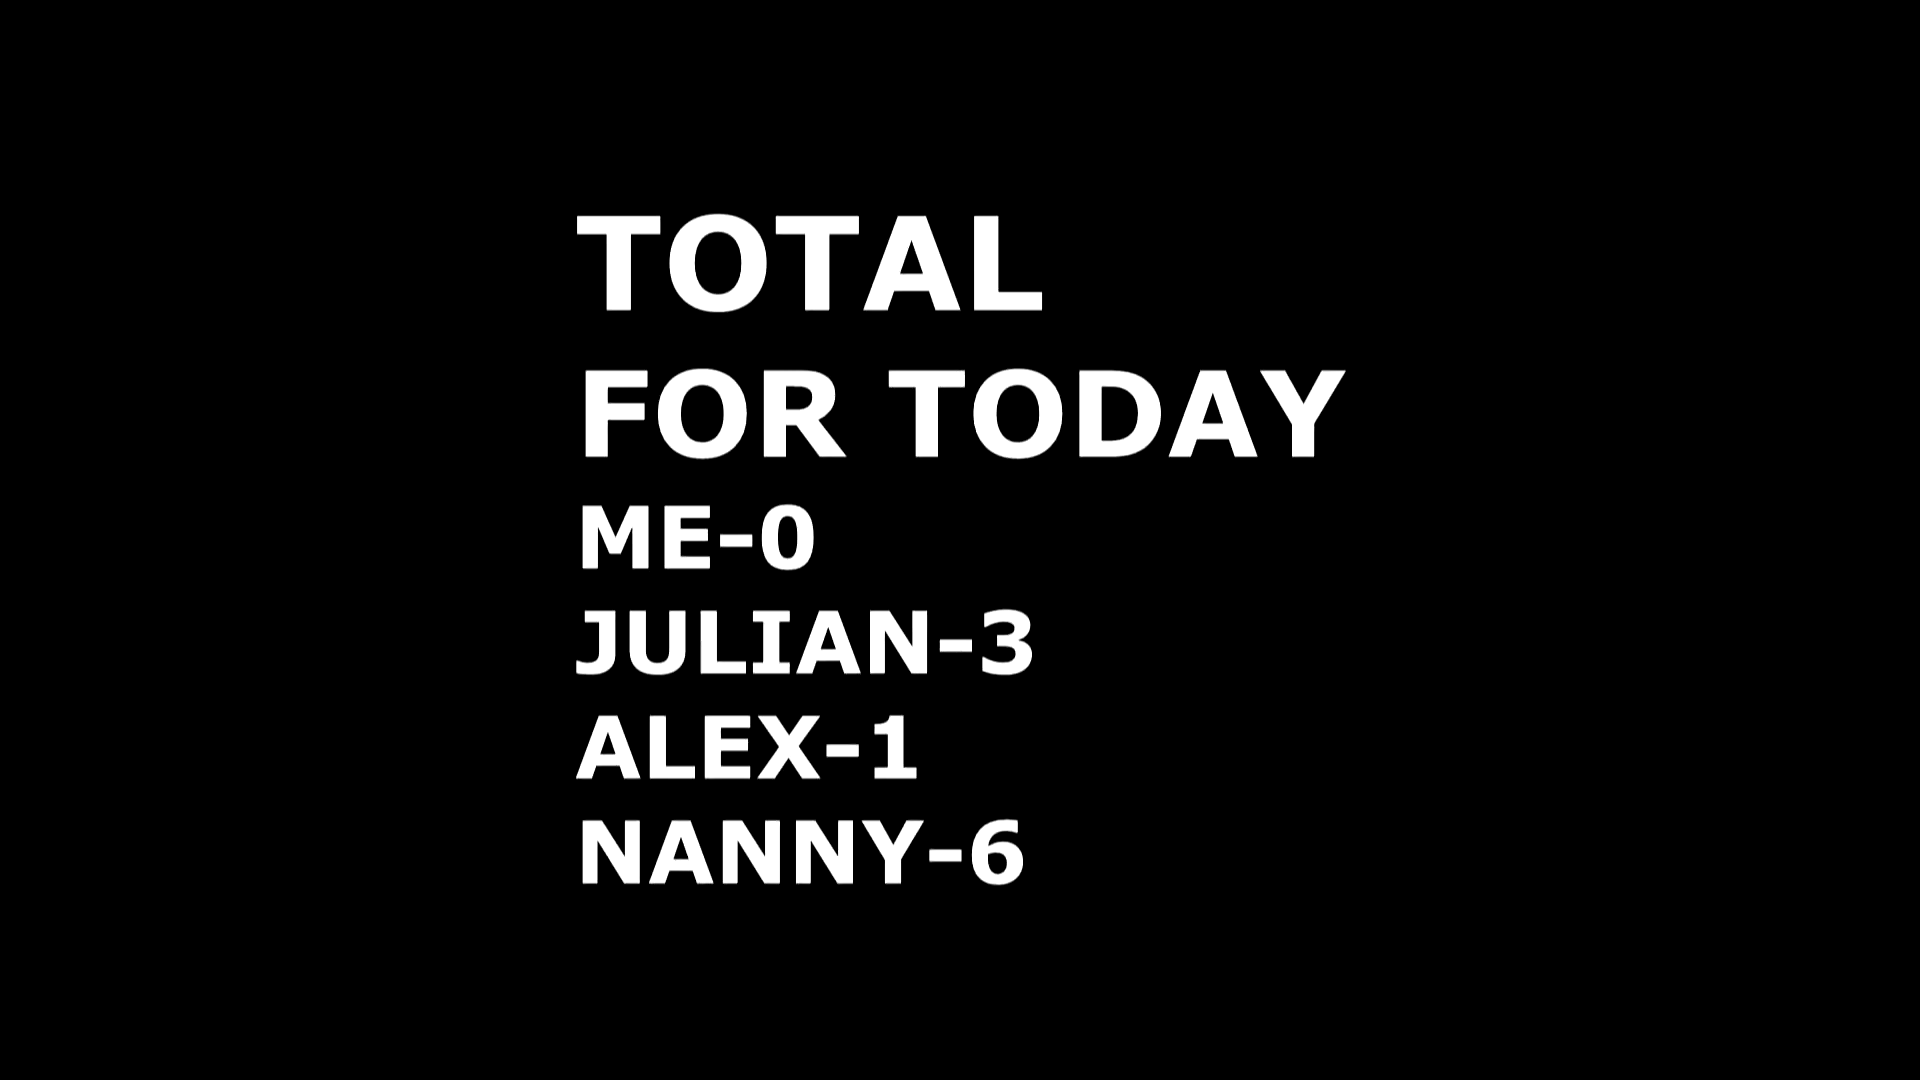 TOTAL
FOR TODAY
ME-0
JULIAN-3
ALEX-1
NANNY-6